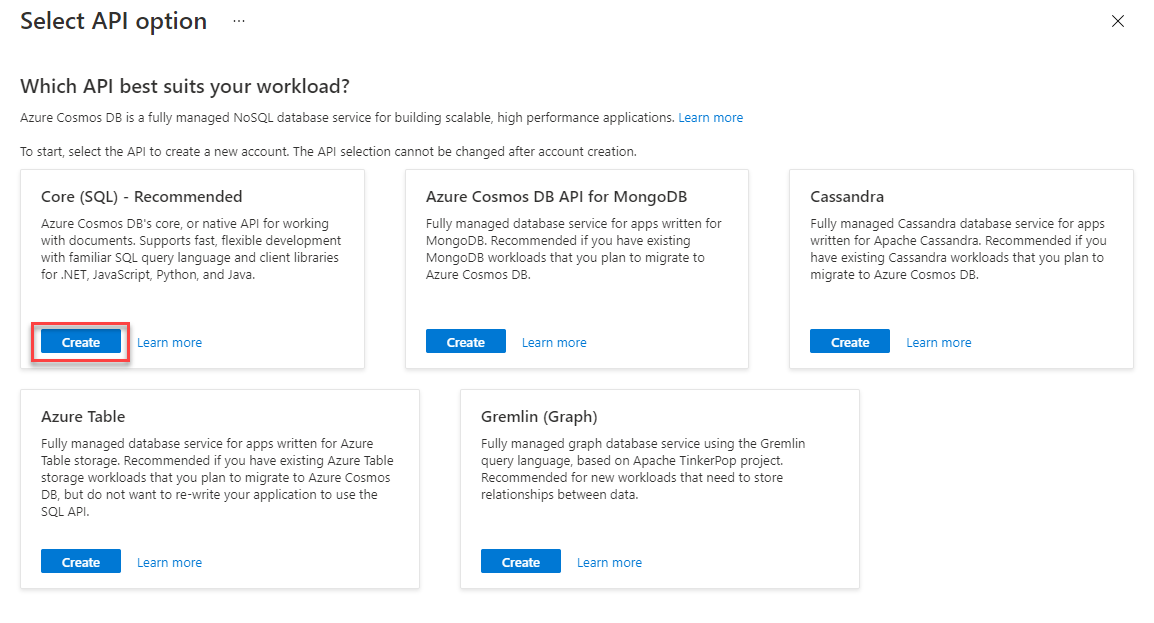 Select API option ...
Which API best suits your workload?
Azure Cosmos DB is a fully managed NoSQL database service for building scalable, high performance applications. Learn more
To start, select the API to create a new account. The API selection cannot be changed after account creation.
Core (SQL) - Recommended
Azure Cosmos DB's core, or native API for working
with documents. Supports fast, flexible development
with familiar SQL query language and client libraries
for .NET, JavaScript, Python, and Java.
Create Learn more
Azure Cosmos DB API for MongoDB
Fully managed database service for apps written for
MongoDB. Recommended if you have existing
MongoDB workloads that you plan to migrate to
Azure Cosmos DB.
Create Learn more
Cassandra
Fully managed Cassandra database service for apps
written for Apache Cassandra. Recommended if you
have existing Cassandra workloads that you plan to
migrate to Azure Cosmos DB.
Create Learn more
Azure Table
Fully managed database service for apps written for Azure
Table storage. Recommended if you have existing Azure Table
storage workloads that you plan to migrate to Azure Cosmos
DB, but do not want to re-write your application to use the
SQL API.
Create Learn more
Gremlin (Graph)
Fully managed graph database service using the Gremlin
query language, based on Apache TinkerPop project.
Recommended for new workloads that need to store
relationships between data.
Create Learn more